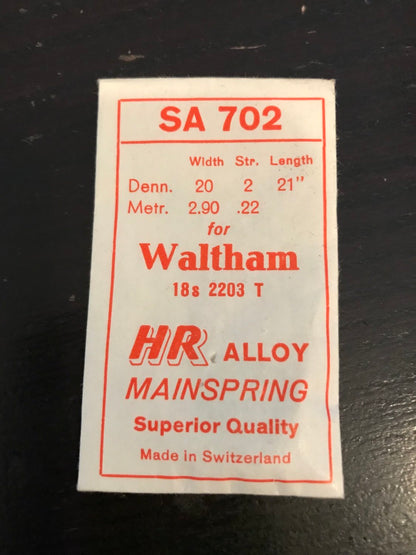 SA 702
Width Str. Length
Denn. 20 2 21"
Metr. 2.90 .22
for
Waltham
18s 2203 T
HR ALLOY
MAINSPRING
Superior Quality
Made in Switzerland